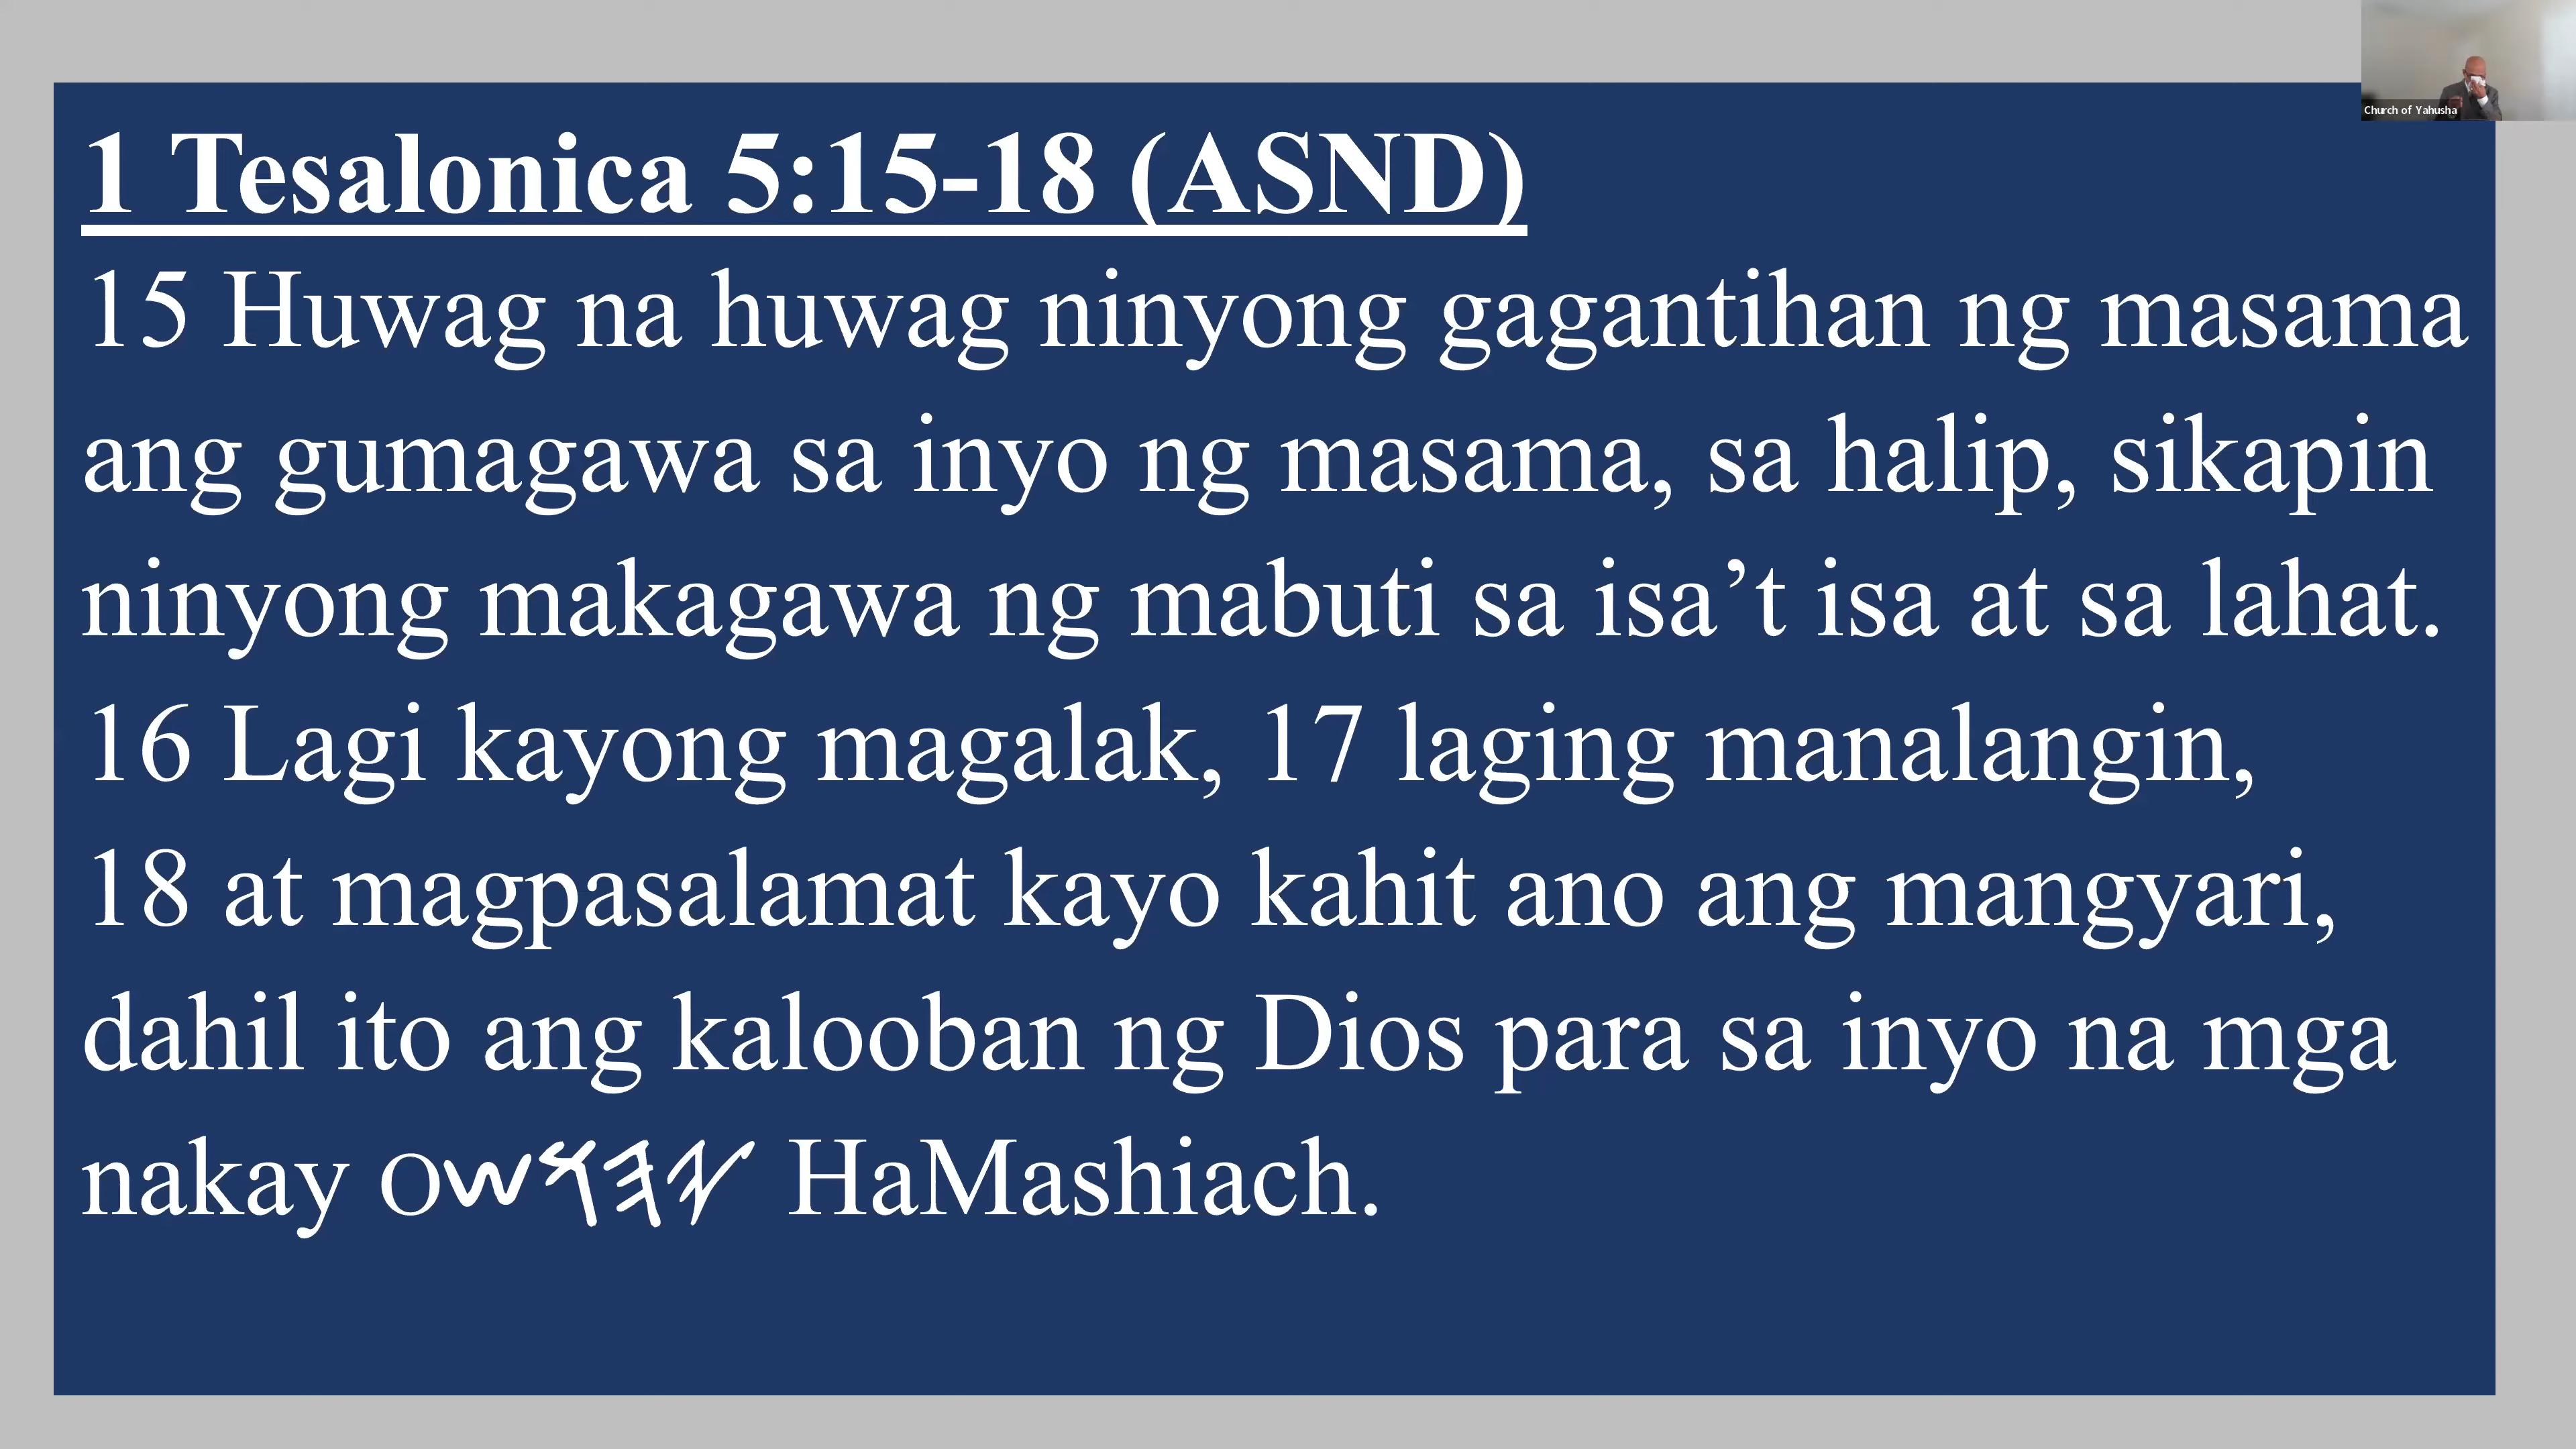 Church of Yahusha
1 Tesalonica 5:15-18 (ASND)
15 Huwag na huwag ninyong gagantihan ng masama
ang gumagawa sa inyo ng masama, sa halip, sikapin
ninyong makagawa ng mabuti sa isa’t isa at sa lahat.
16 Lagi kayong magalak, 17 laging manalangin,
18 at magpasalamat kayo kahit ano ang mangyari,
dahil ito ang kalooban ng Dios para sa inyo na mga
nakay 𐤉𐤄𐤅𐤔𐤏 HaMashiach.